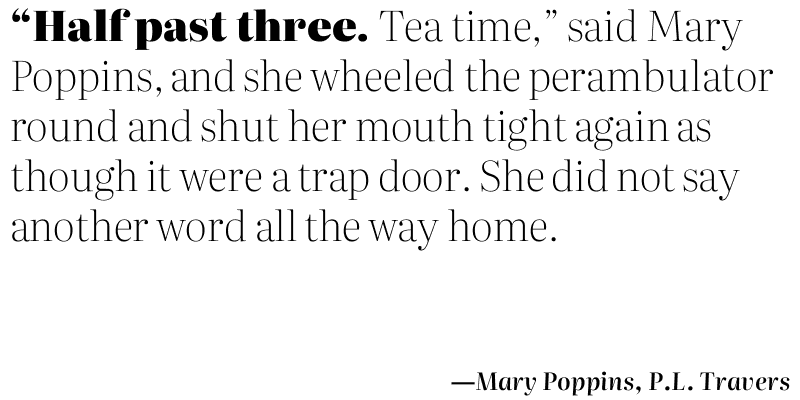 “Half past three. Tea time,” said Mary
Poppins, and she wheeled the perambulator
round and shut her mouth tight again as
though it were a trap door. She did not say
another word all the way home.
—Mary Poppins, P.L. Travers